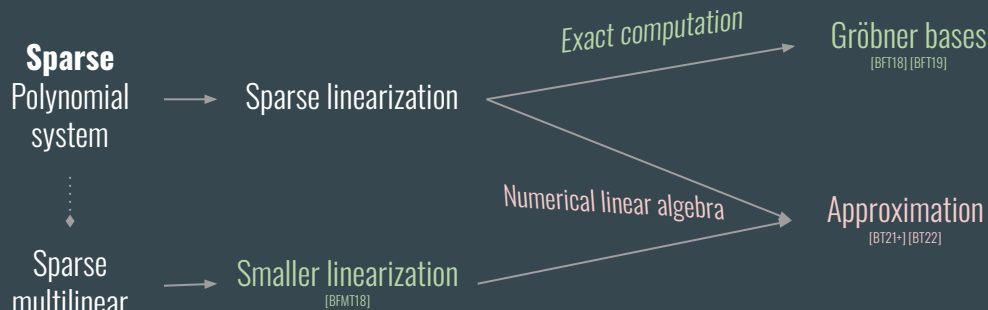 Sparse
Polynomial
system
Sparse linearization
Exact computation
Gröbner bases
[BFT18] [BFT19]
Numerical linear algebra
Approximation
[BT21+] [BT22]
Sparse
multilinear
Smaller linearization
[BFMT18]